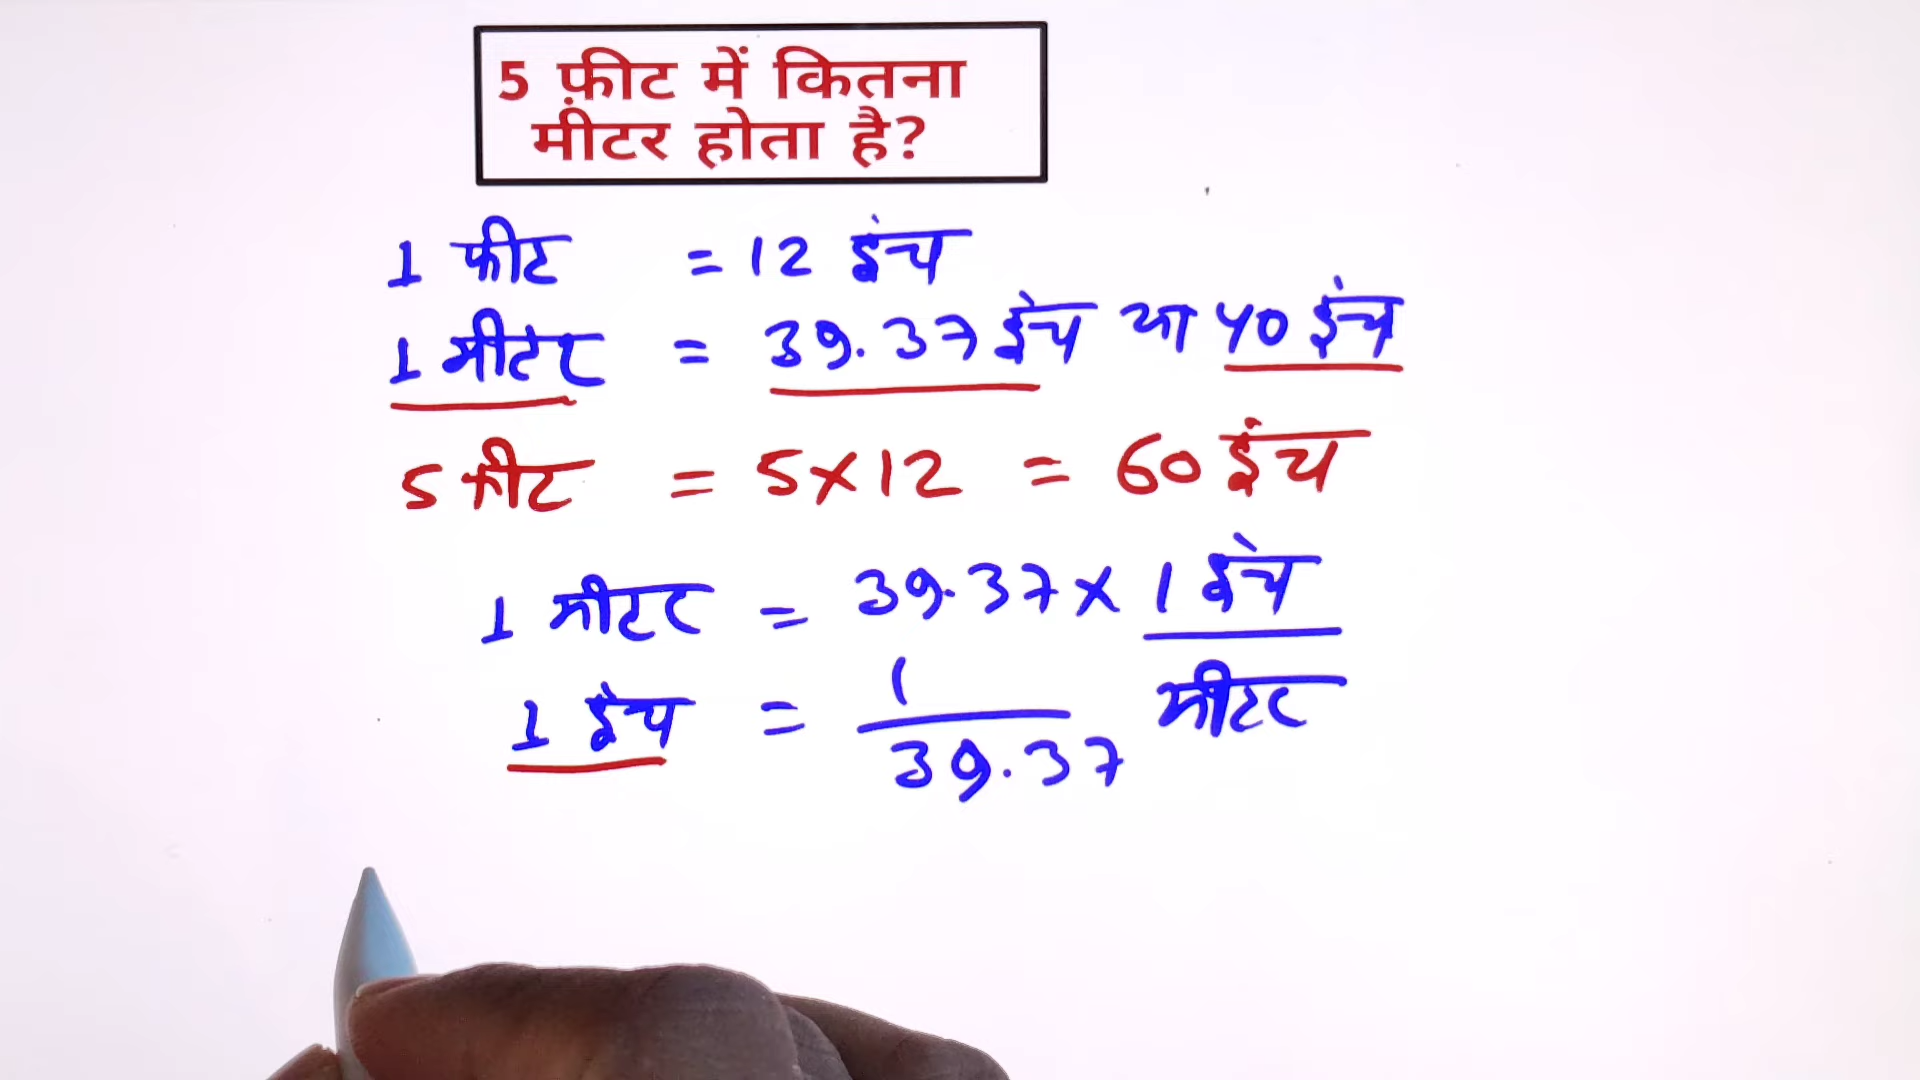 5 फ़ीट में कितना
मीटर होता है?
1 फीट = 12 इंच
1 मीटर = 39.37 इंच या 40 इंच
5 फीट = 5×12 = 60 इंच
1 मीटर = 39.37 × 1 इंच
1 इंच = 1/39.37 मीटर